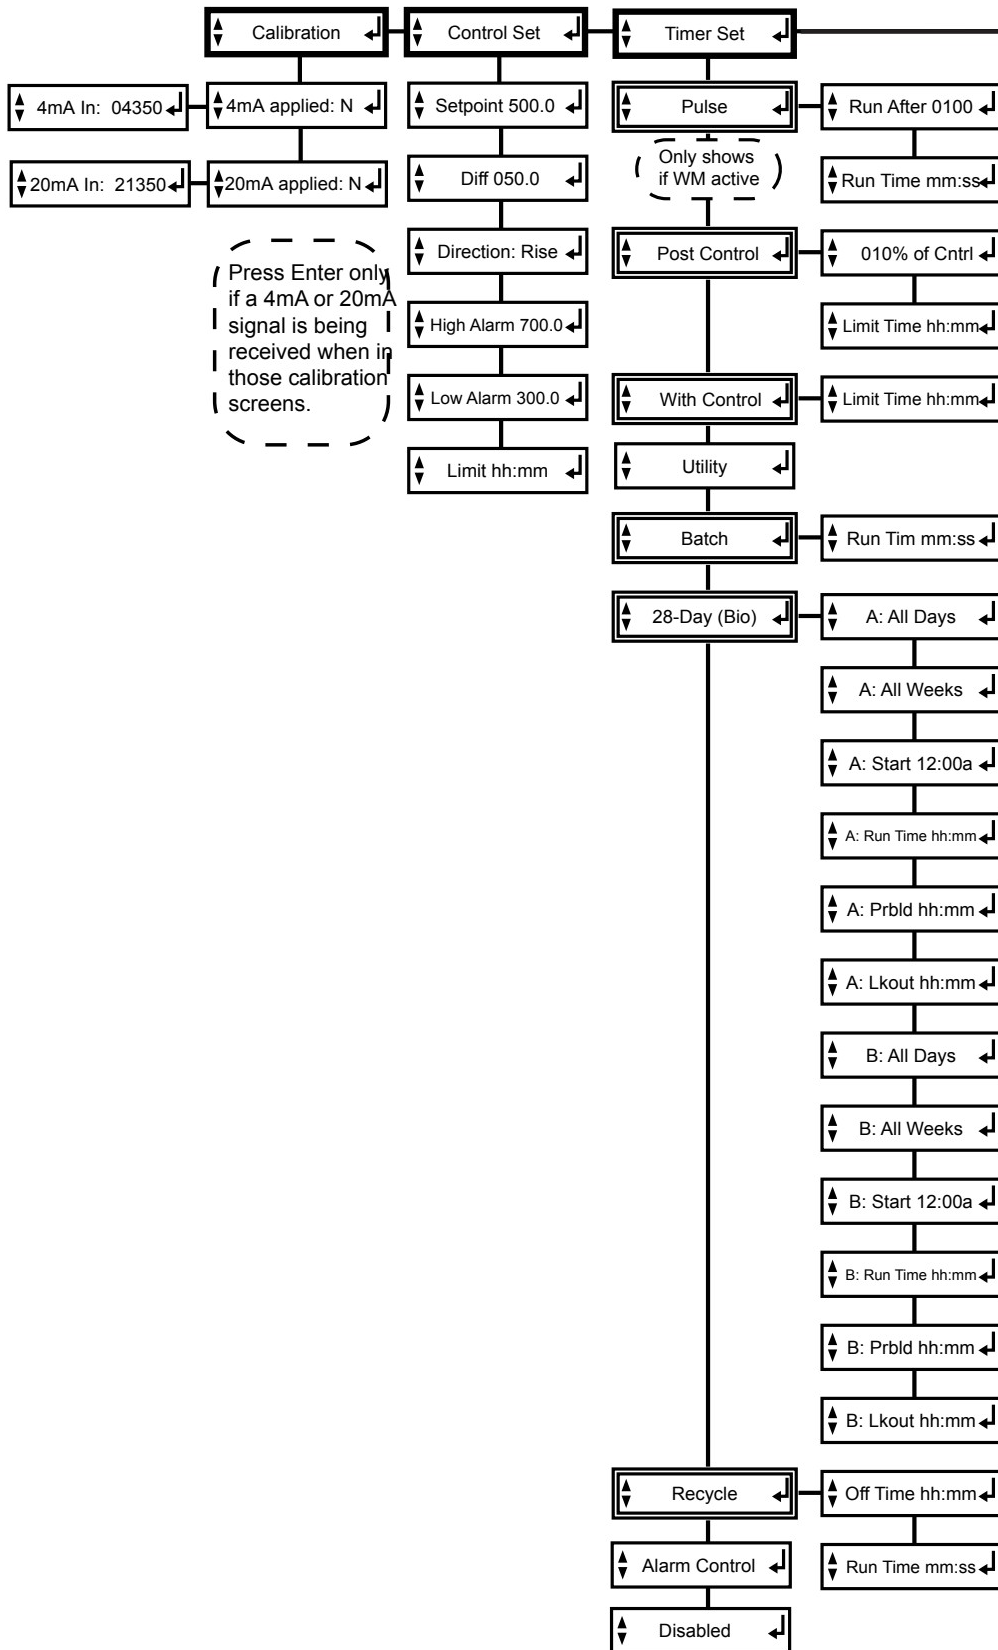 Calibration
4mA applied: N
4mA In: 04350
20mA applied: N
20mA In: 21350
Press Enter only
if a 4mA or 20mA
signal is being
received when in
those calibration
screens.
Control Set
Setpoint 500.0
Diff 050.0
Direction: Rise
High Alarm 700.0
Low Alarm 300.0
Limit hh:mm
Timer Set
Pulse
Run After 0100
Run Time mm:ss
Only shows
if WM active
Post Control
010% of Cntrl
Limit Time hh:mm
With Control
Limit Time hh:mm
Utility
Batch
Run Tim mm:ss
28-Day (Bio)
A: All Days
A: All Weeks
A: Start 12:00a
A: Run Time hh:mm
A: Prbld hh:mm
A: Lkout hh:mm
B: All Days
B: All Weeks
B: Start 12:00a
B: Run Time hh:mm
B: Prbld hh:mm
B: Lkout hh:mm
Recycle
Off Time hh:mm
Run Time mm:ss
Alarm Control
Disabled